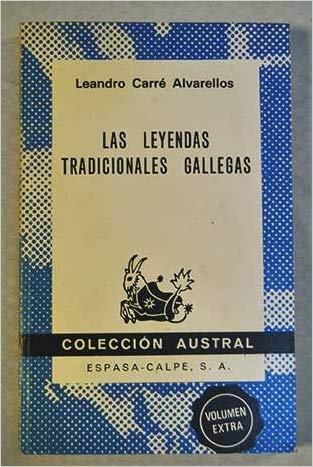 Leandro Carré Alvarellos
LAS LEYENDAS
TRADICIONALES GALLEGAS
COLECCIÓN AUSTRAL
ESPASA-CALPE, S. A.
VOLUMEN
EXTRA